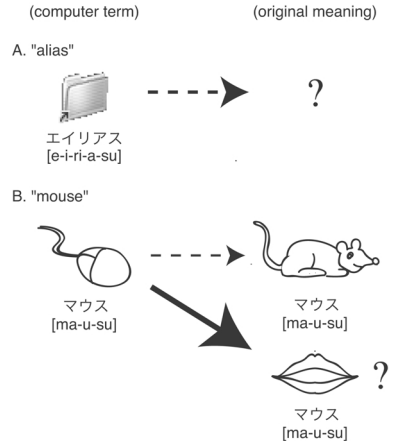 (computer term) (original meaning)
A. "alias"
?
エイリアス
[e-i-ri-a-su]
B. "mouse"
マウス マウス
[ma-u-su] [ma-u-su]
?
マウス
[ma-u-su]